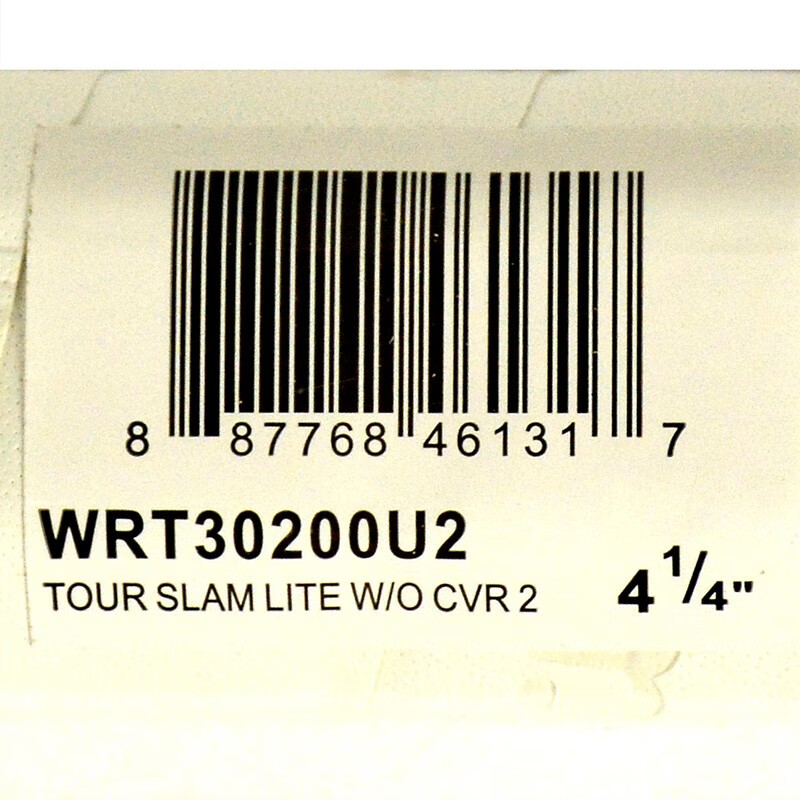 8 87768 46131 7
WRT30200U2
TOUR SLAM LITE W/O CVR 2
4 1/4"